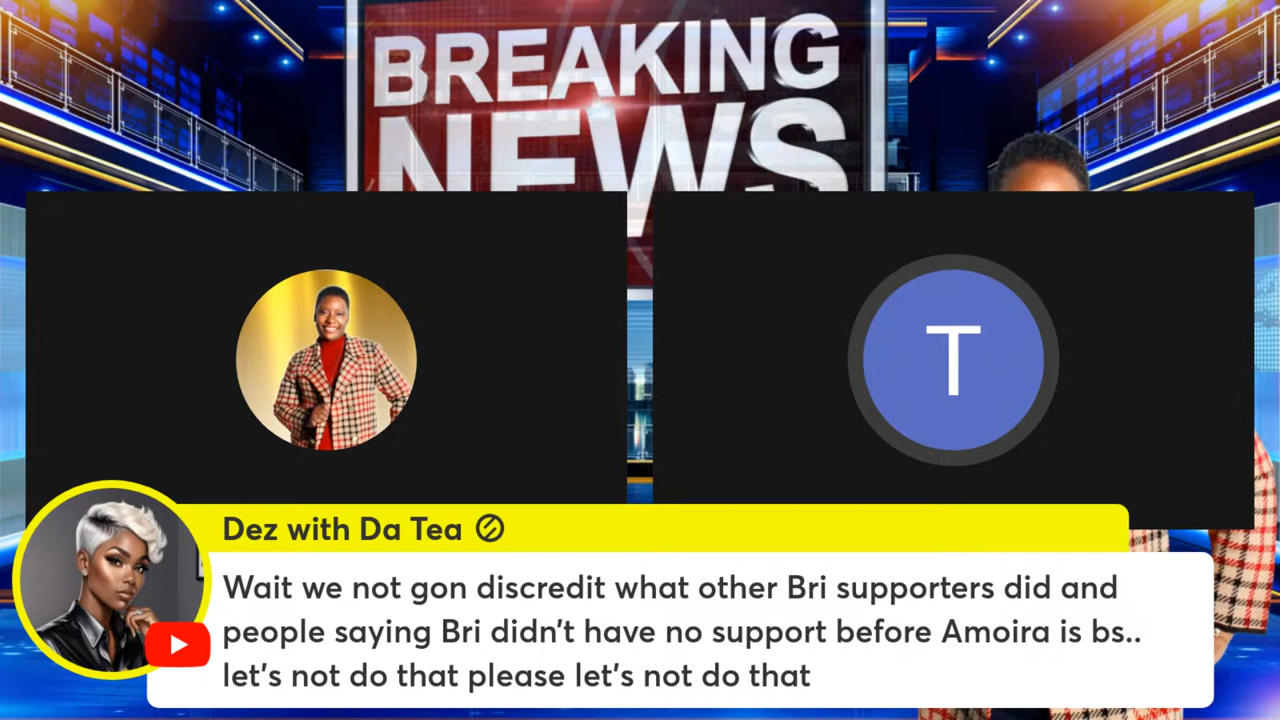 BREAKING
NEWS
T
Dez with Da Tea
Wait we not gon discredit what other Bri supporters did and
people saying Bri didn't have no support before Amoira is bs..
let's not do that please let's not do that